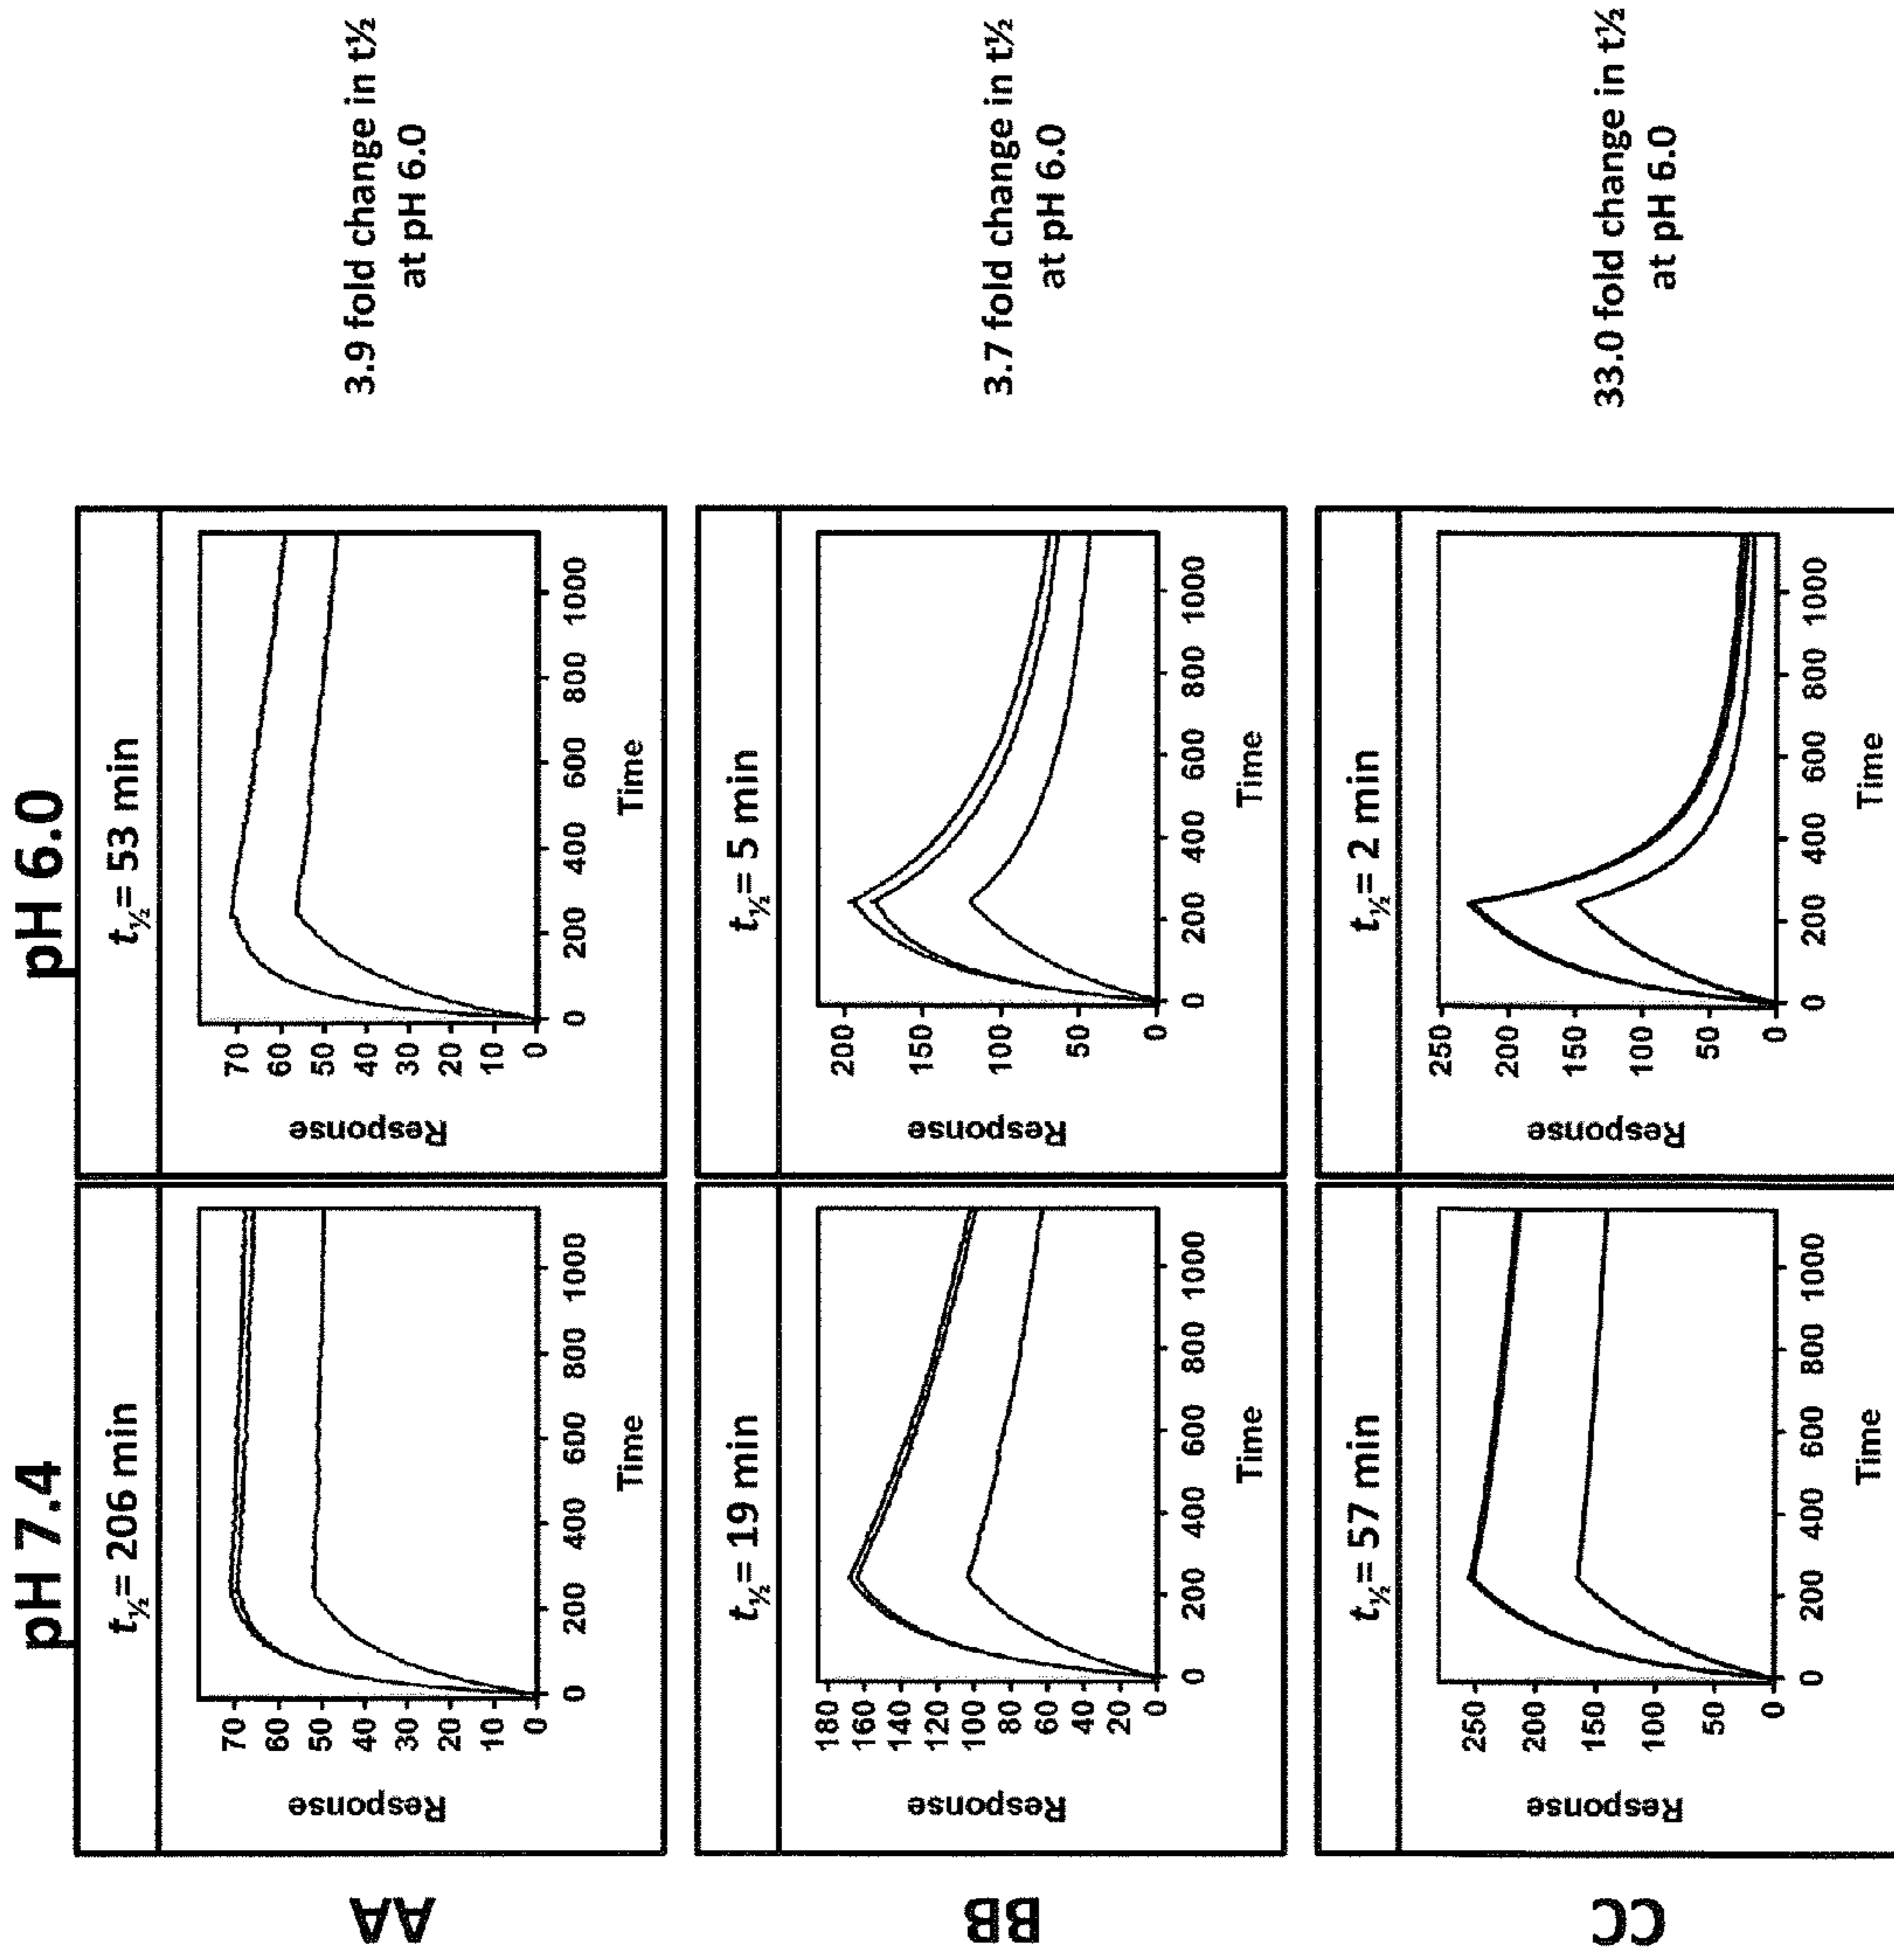 pH 7.4
pH 6.0
AA
t½= 206 min
Response
70
60
50
40
30
20
10
0
0 200 400 600 800 1000
Time
t½= 53 min
Response
70
60
50
40
30
20
10
0
0 200 400 600 800 1000
Time
3.9 fold change in t½
at pH 6.0
BB
t½= 19 min
Response
180
160
140
120
100
80
60
40
20
0
0 200 400 600 800 1000
Time
t½= 5 min
Response
200
150
100
50
0
0 200 400 600 800 1000
Time
3.7 fold change in t½
at pH 6.0
CC
t½= 57 min
Response
250
200
150
100
50
0
0 200 400 600 800 1000
Time
t½= 2 min
Response
250
200
150
100
50
0
0 200 400 600 800 1000
Time
33.0 fold change in t½
at pH 6.0